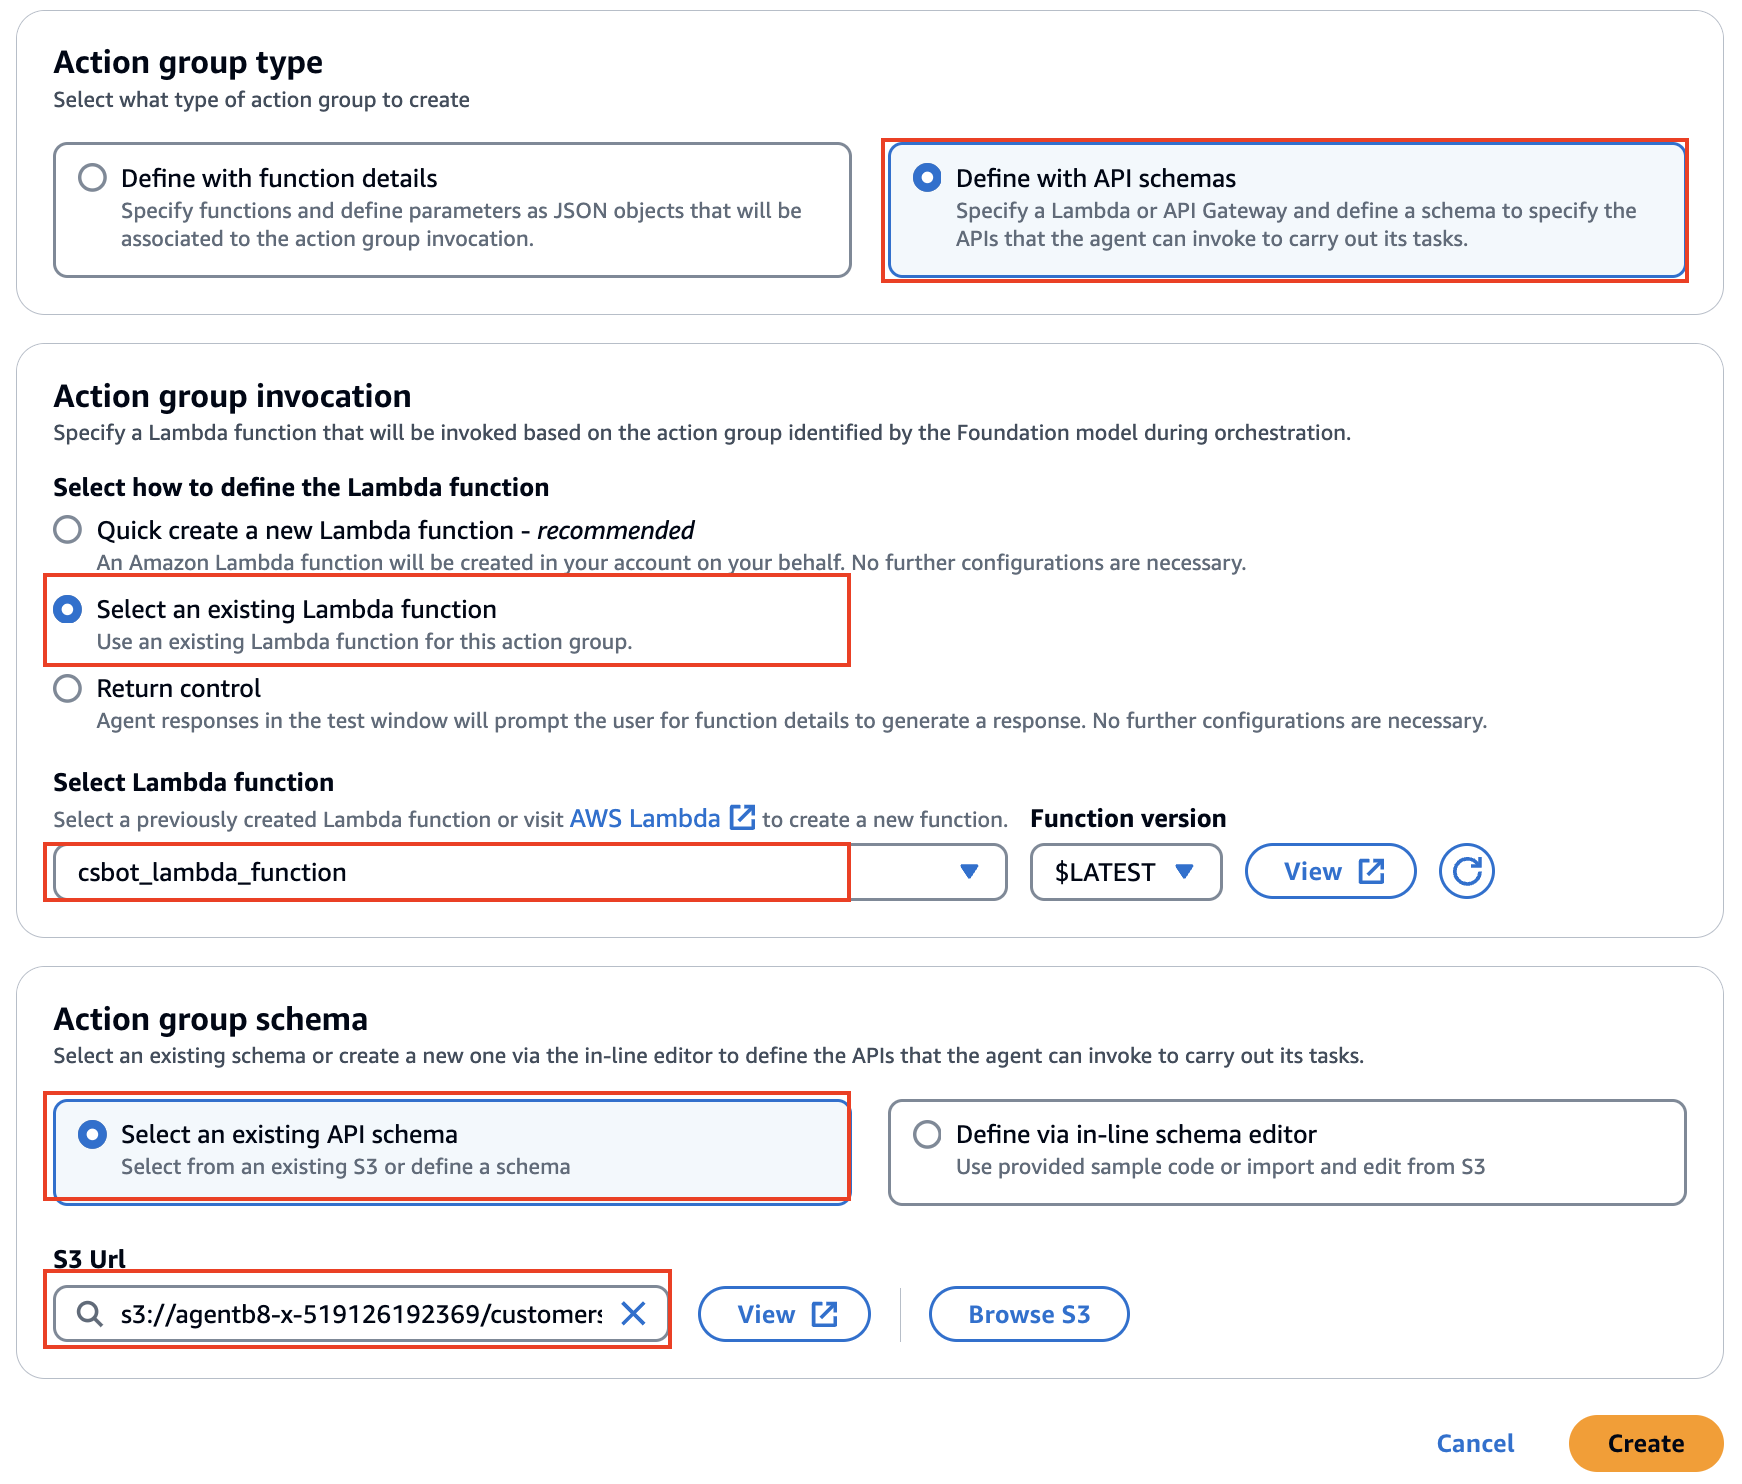 Action group type
Select what type of action group to create
Define with function details
Specify functions and define parameters as JSON objects that will be
associated to the action group invocation.
Define with API schemas
Specify a Lambda or API Gateway and define a schema to specify the
APIs that the agent can invoke to carry out its tasks.
Action group invocation
Specify a Lambda function that will be invoked based on the action group identified by the Foundation model during orchestration.
Select how to define the Lambda function
Quick create a new Lambda function - recommended
An Amazon Lambda function will be created in your account on your behalf. No further configurations are necessary.
Select an existing Lambda function
Use an existing Lambda function for this action group.
Return control
Agent responses in the test window will prompt the user for function details to generate a response. No further configurations are necessary.
Select Lambda function
Select a previously created Lambda function or visit AWS Lambda to create a new function.
Function version
csbot_lambda_function
$LATEST
View
Action group schema
Select an existing schema or create a new one via the in-line editor to define the APIs that the agent can invoke to carry out its tasks.
Select an existing API schema
Select from an existing S3 or define a schema
Define via in-line schema editor
Use provided sample code or import and edit from S3
S3 Url
s3://agentb8-x-519126192369/customers
View
Browse S3
Cancel
Create